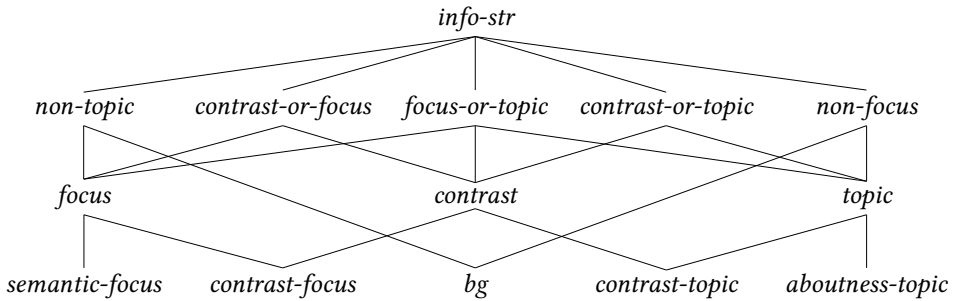 info-str
non-topic contrast-or-focus focus-or-topic contrast-or-topic non-focus
focus contrast topic
semantic-focus contrast-focus bg contrast-topic aboutness-topic